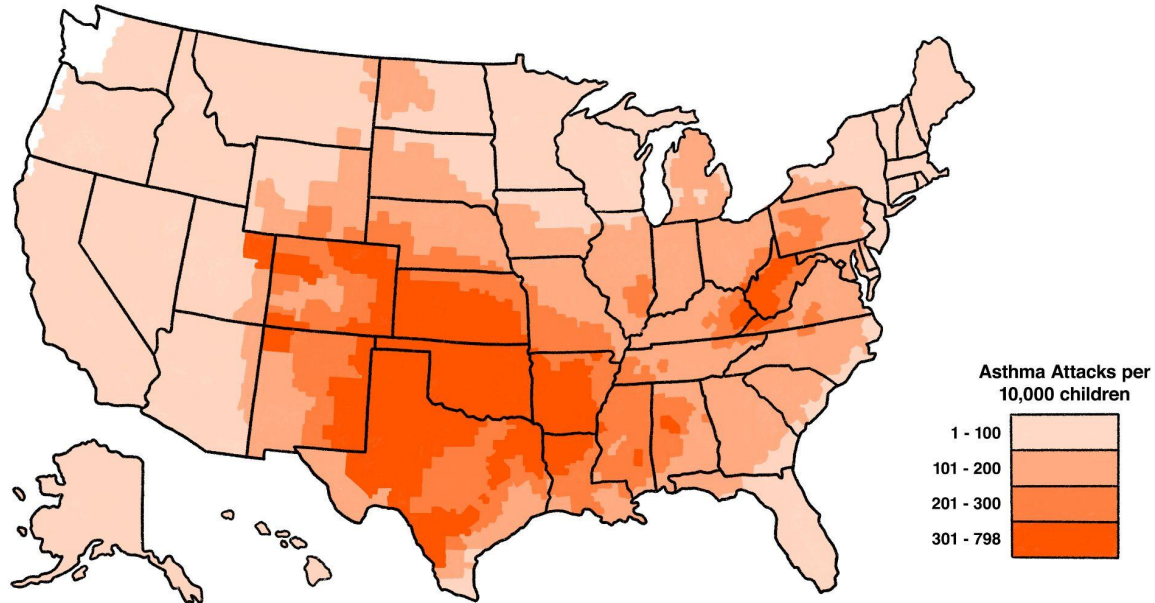 Asthma Attacks per
10,000 children
1 - 100
101 - 200
201 - 300
301 - 798